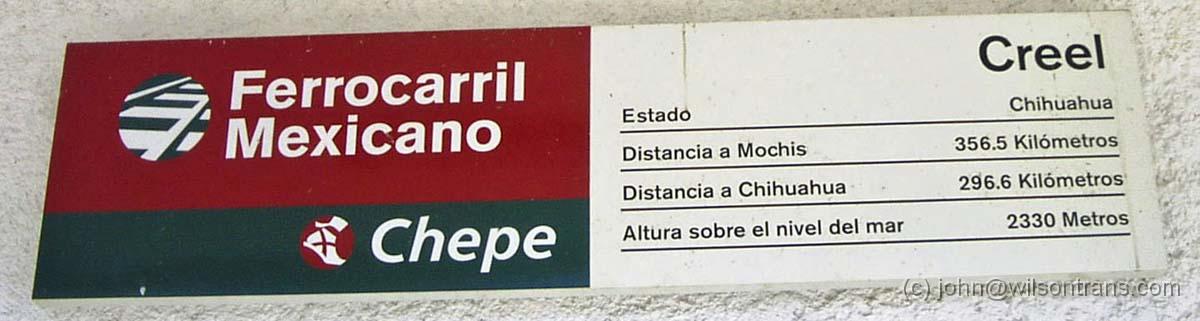 Ferrocarril
Mexicano
Chepe
Creel
Estado Chihuahua
Distancia a Mochis 356.5 Kilómetros
Distancia a Chihuahua 296.6 Kilómetros
Altura sobre el nivel del mar 2330 Metros
(c) john@wilsontrans.com